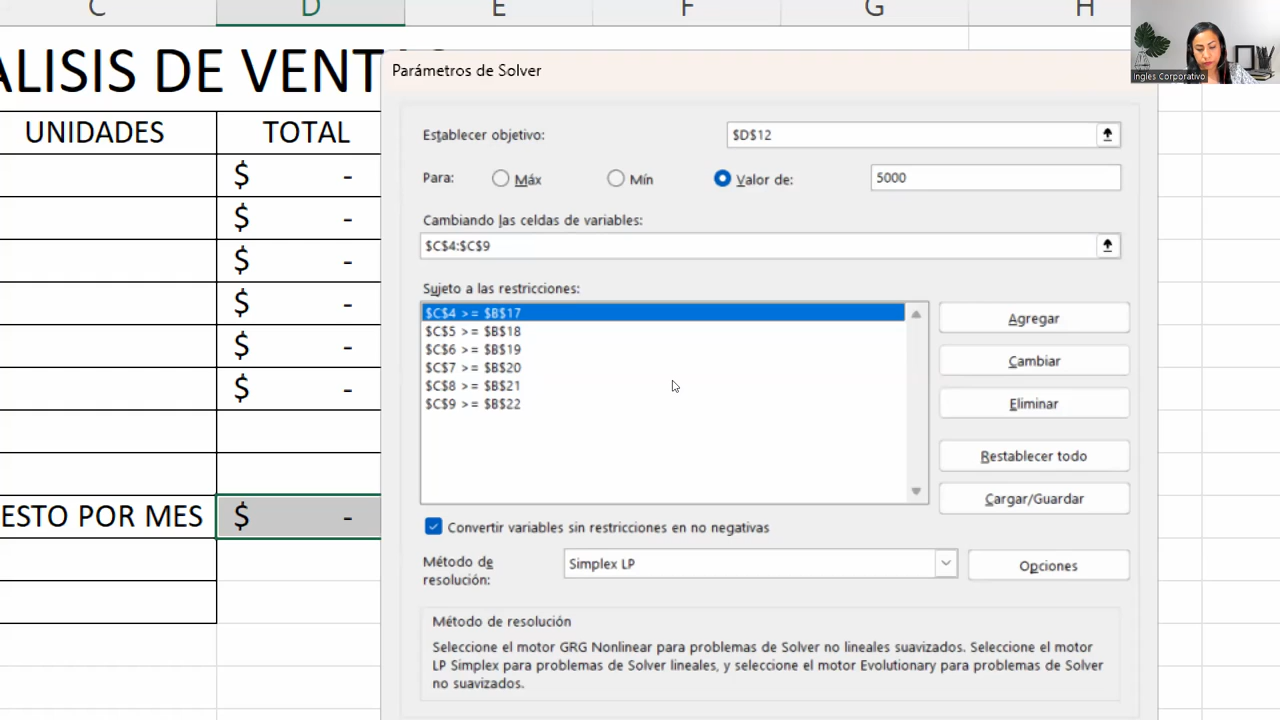 C D E F G H
ALISIS DE VENT
UNIDADES TOTAL
$ -
$ -
$ -
$ -
$ -
$ -
ESTO POR MES $ -
Parámetros de Solver
Establecer objetivo: $D$12
Para: Máx Mín Valor de: 5000
Cambiando las celdas de variables:
$C$4:$C$9
Sujeto a las restricciones:
$C$4 >= $B$17
$C$5 >= $B$18
$C$6 >= $B$19
$C$7 >= $B$20
$C$8 >= $B$21
$C$9 >= $B$22
Agregar
Cambiar
Eliminar
Restablecer todo
Cargar/Guardar
Convertir variables sin restricciones en no negativas
Método de
resolución:
Simplex LP
Opciones
Método de resolución
Seleccione el motor GRG Nonlinear para problemas de Solver no lineales suavizados. Seleccione el motor
LP Simplex para problemas de Solver lineales, y seleccione el motor Evolutionary para problemas de Solver
no suavizados.
Ingles Corporativo